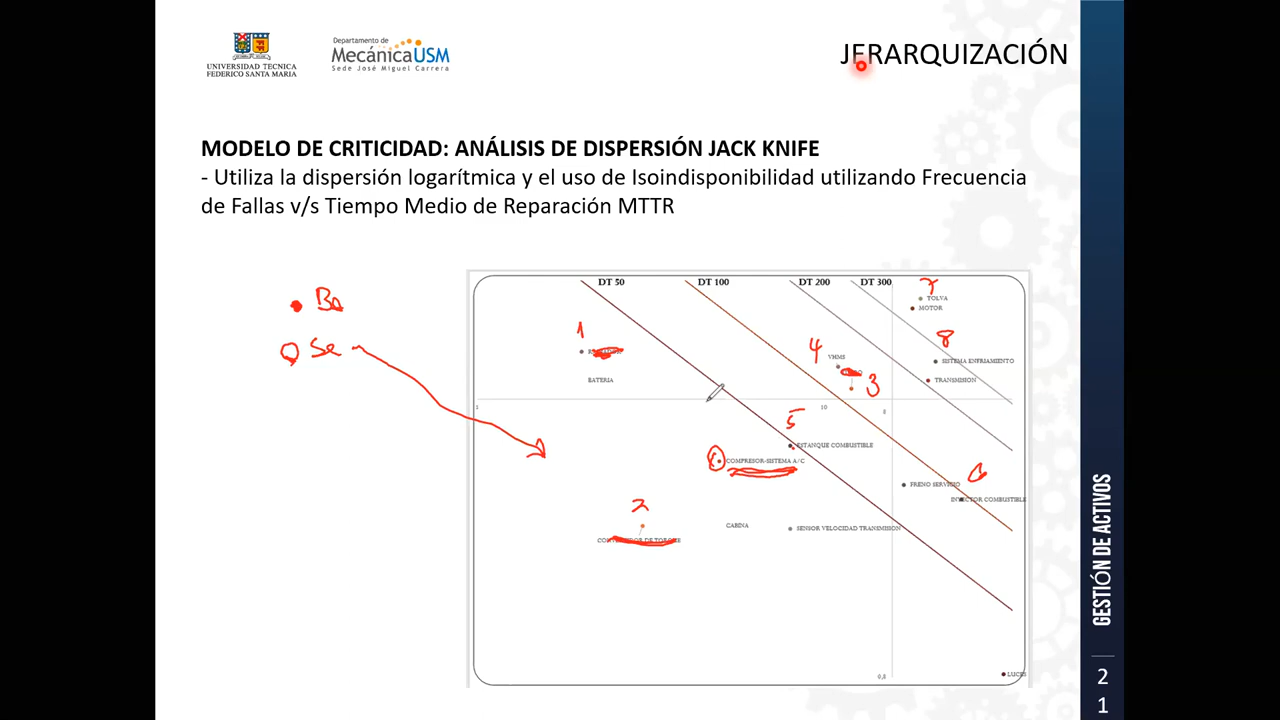 UNIVERSIDAD TECNICA
FEDERICO SANTA MARIA
Departamento de
MecánicaUSM
Sede José Miguel Carrera
JERARQUIZACIÓN
MODELO DE CRITICIDAD: ANÁLISIS DE DISPERSIÓN JACK KNIFE
- Utiliza la dispersión logarítmica y el uso de Isoindisponibilidad utilizando Frecuencia
de Fallas v/s Tiempo Medio de Reparación MTTR
DT 50
DT 100
DT 200
DT 300
7
TOLVA
MOTOR
1
4
VHMS
8
SISTEMA ENFRIAMIENTO
BATERIA
3
TRANSMISION
1
10
8
5
ESTANQUE COMBUSTIBLE
COMPRESOR-SISTEMA A/C
6
FRENO SERVICIO
INYECTOR COMBUSTIBLE
2
CABINA
SENSOR VELOCIDAD TRANSMISION
CONVERTIDOR DE TORQUE
0,8
LUCES
GESTIÓN DE ACTIVOS
2
1